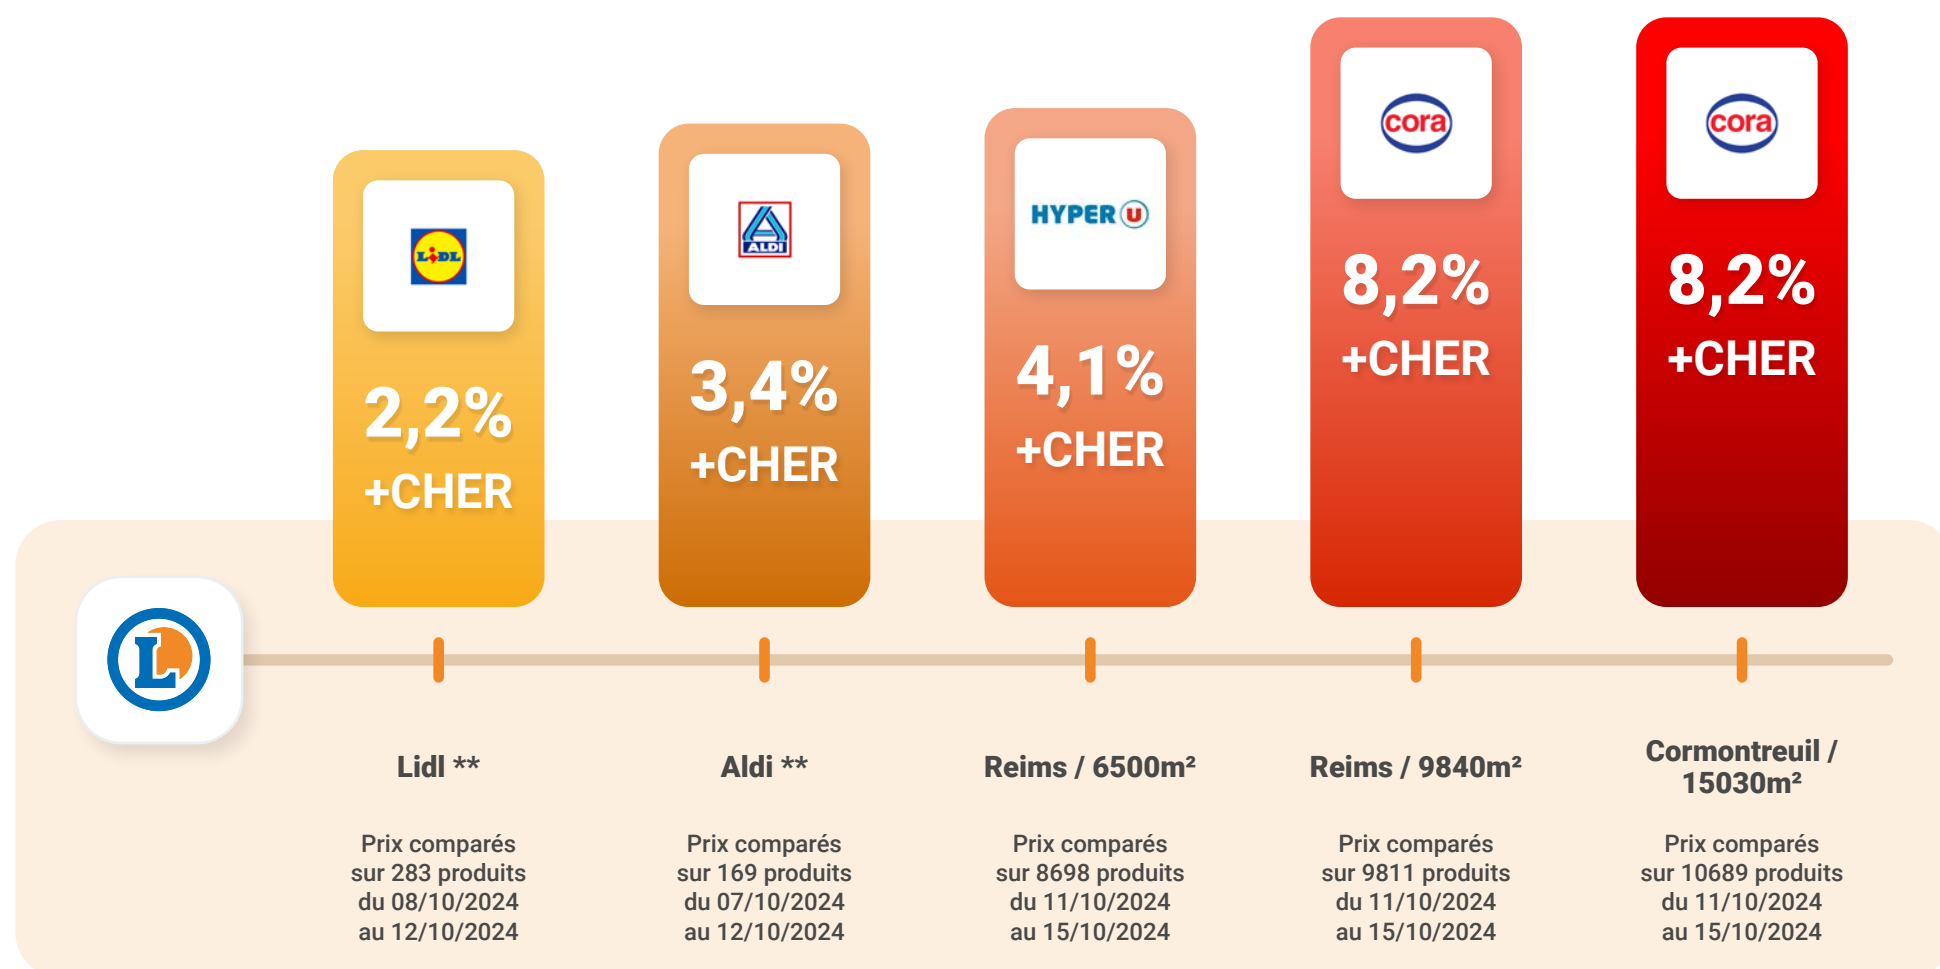 LIDL
2,2%
+CHER
ALDI
3,4%
+CHER
HYPER U
4,1%
+CHER
cora
8,2%
+CHER
cora
8,2%
+CHER
L
Lidl **
Prix comparés
sur 283 produits
du 08/10/2024
au 12/10/2024
Aldi **
Prix comparés
sur 169 produits
du 07/10/2024
au 12/10/2024
Reims / 6500m²
Prix comparés
sur 8698 produits
du 11/10/2024
au 15/10/2024
Reims / 9840m²
Prix comparés
sur 9811 produits
du 11/10/2024
au 15/10/2024
Cormontreuil /
15030m²
Prix comparés
sur 10689 produits
du 11/10/2024
au 15/10/2024